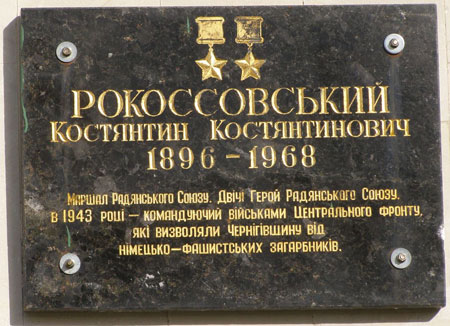 РОКОССОВСЬКИЙ
КОСТЯНТИН КОСТЯНТИНОВИЧ
1896 – 1968
МАРШАЛ РАДЯНСЬКОГО СОЮЗУ, ДВІЧІ ГЕРОЙ РАДЯНСЬКОГО СОЮЗУ,
В 1943 РОЦІ – КОМАНДУЮЧИЙ ВІЙСЬКАМИ ЦЕНТРАЛЬНОГО ФРОНТУ,
ЯКІ ВИЗВОЛЯЛИ ЧЕРНІГІВЩИНУ ВІД
НІМЕЦЬКО–ФАШИСТСЬКИХ ЗАГАРБНИКІВ.